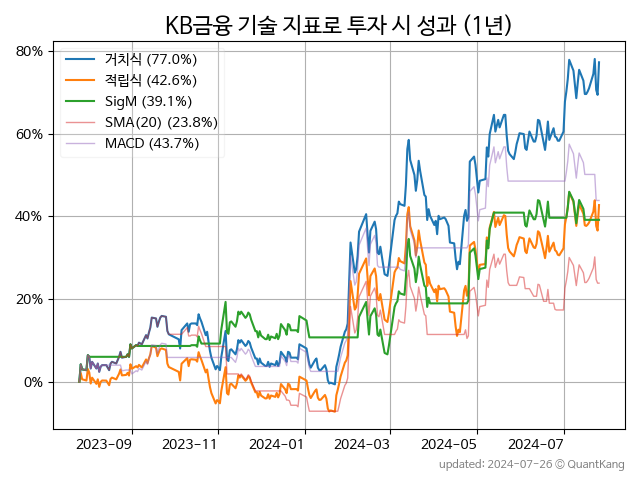 KB금융 기술 지표로 투자 시 성과 (1년)
80%
60%
40%
20%
0%
거치식 (77.0%)
적립식 (42.6%)
SigM (39.1%)
SMA(20) (23.8%)
MACD (43.7%)
2023-09
2023-11
2024-01
2024-03
2024-05
2024-07
updated: 2024-07-26 © QuantKang